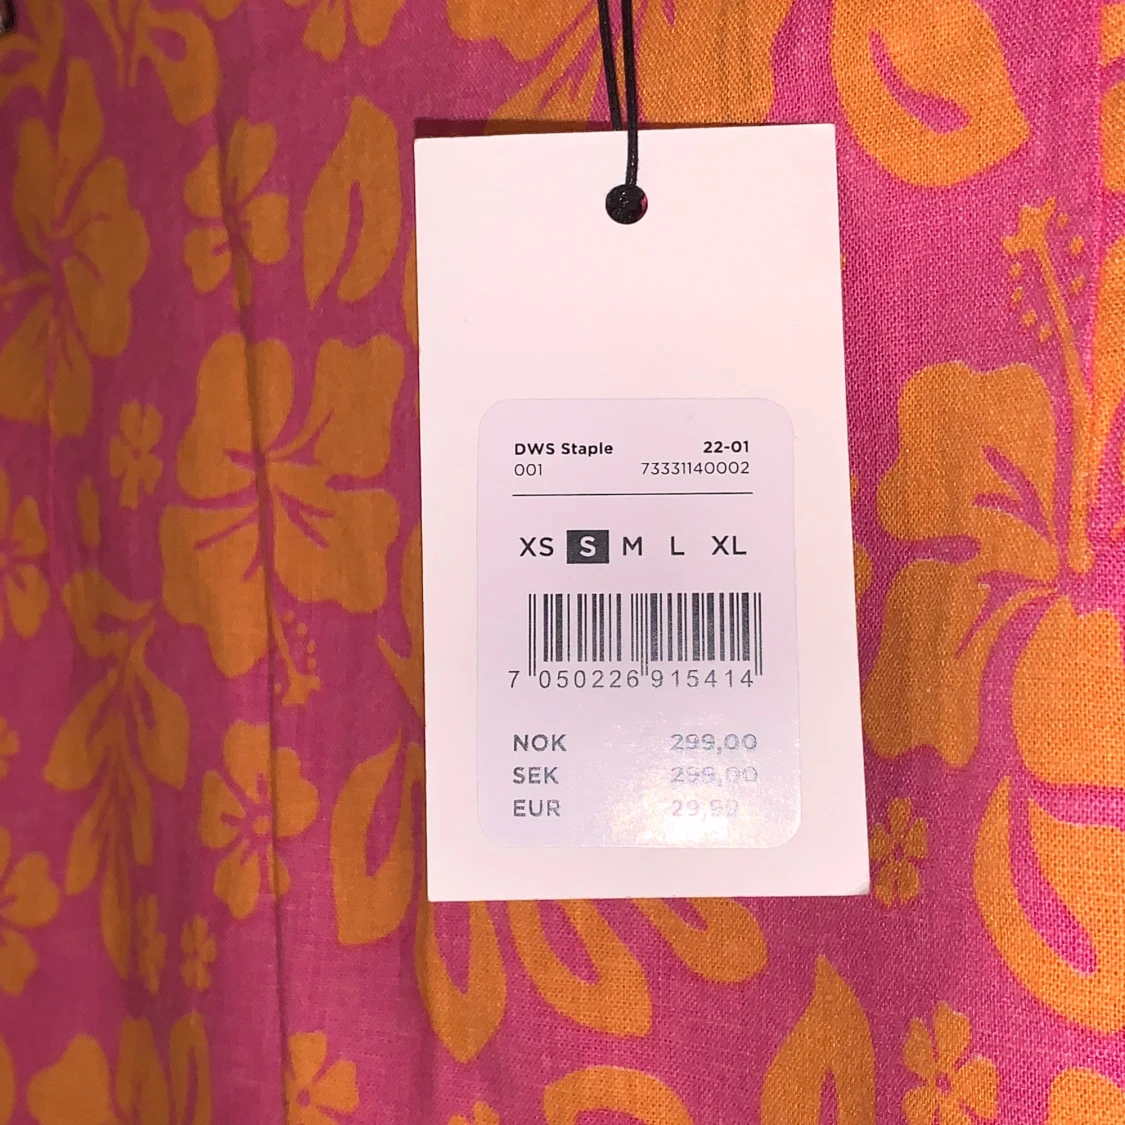 DWS Staple 22-01
001 73331140002
XS S M L XL
7 050226 915414
NOK 299,00
SEK 299,00
EUR 29,99